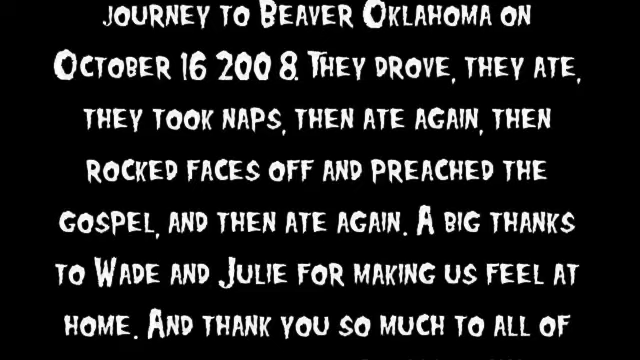 journey to Beaver Oklahoma on
October 16 2008. They drove, they ate,
they took naps, then ate again, then
rocked faces off and preached the
gospel, and then ate again. A big thanks
to Wade and Julie for making us feel at
home. And thank you so much to all of